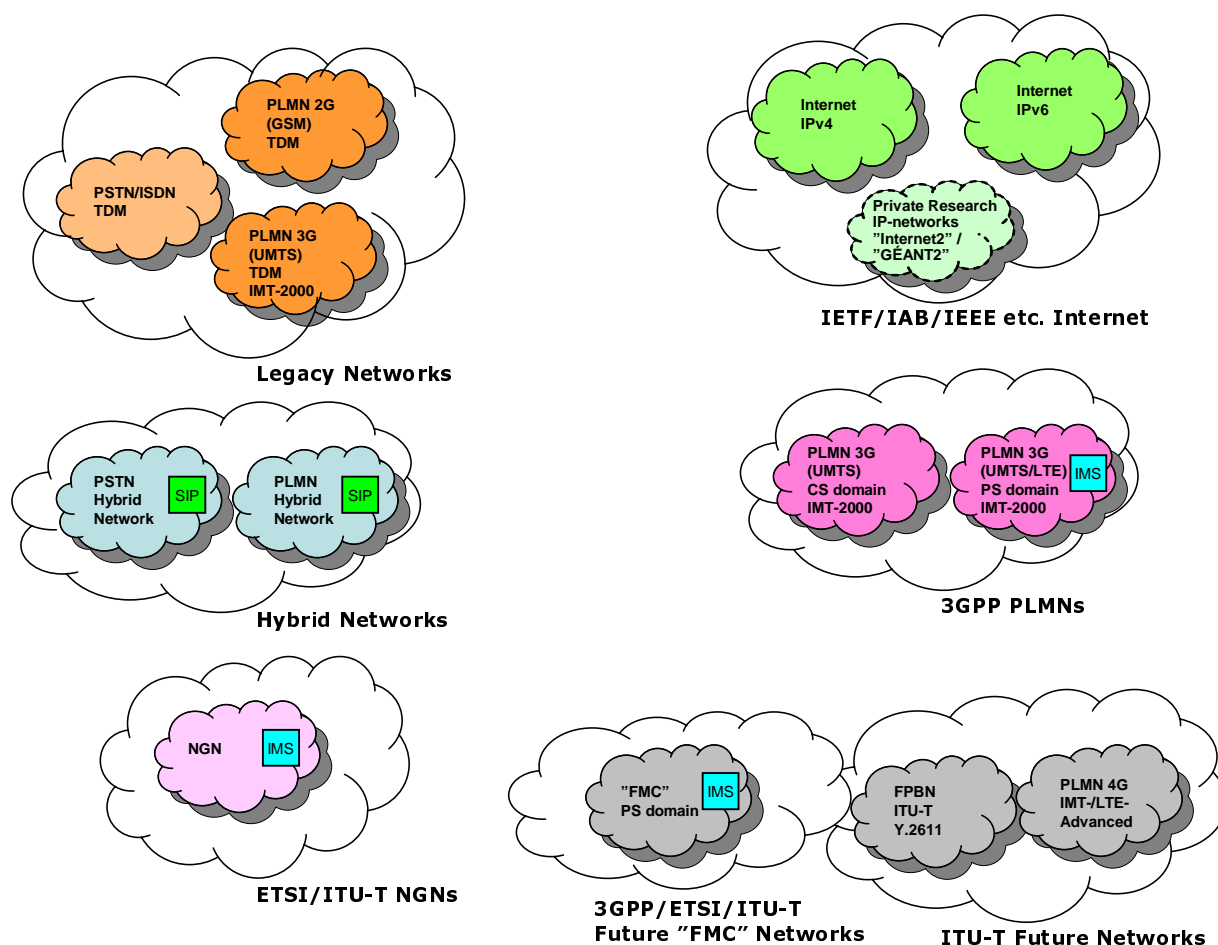 PLMN 2G
(GSM)
TDM
PSTN/ISDN
TDM
PLMN 3G
(UMTS)
TDM
IMT-2000
Legacy Networks
Internet
IPv4
Internet
IPv6
Private Research
IP-networks
”Internet2” /
”GÉANT2”
IETF/IAB/IEEE etc. Internet
PSTN
Hybrid
Network
SIP
PLMN
Hybrid
Network
SIP
Hybrid Networks
PLMN 3G
(UMTS)
CS domain
IMT-2000
PLMN 3G
(UMTS/LTE)
PS domain
IMT-2000
IMS
3GPP PLMNs
NGN
IMS
ETSI/ITU-T NGNs
”FMC”
PS domain
IMS
3GPP/ETSI/ITU-T
Future ”FMC” Networks
FPBN
ITU-T
Y.2611
PLMN 4G
IMT-/LTE-
Advanced
ITU-T Future Networks